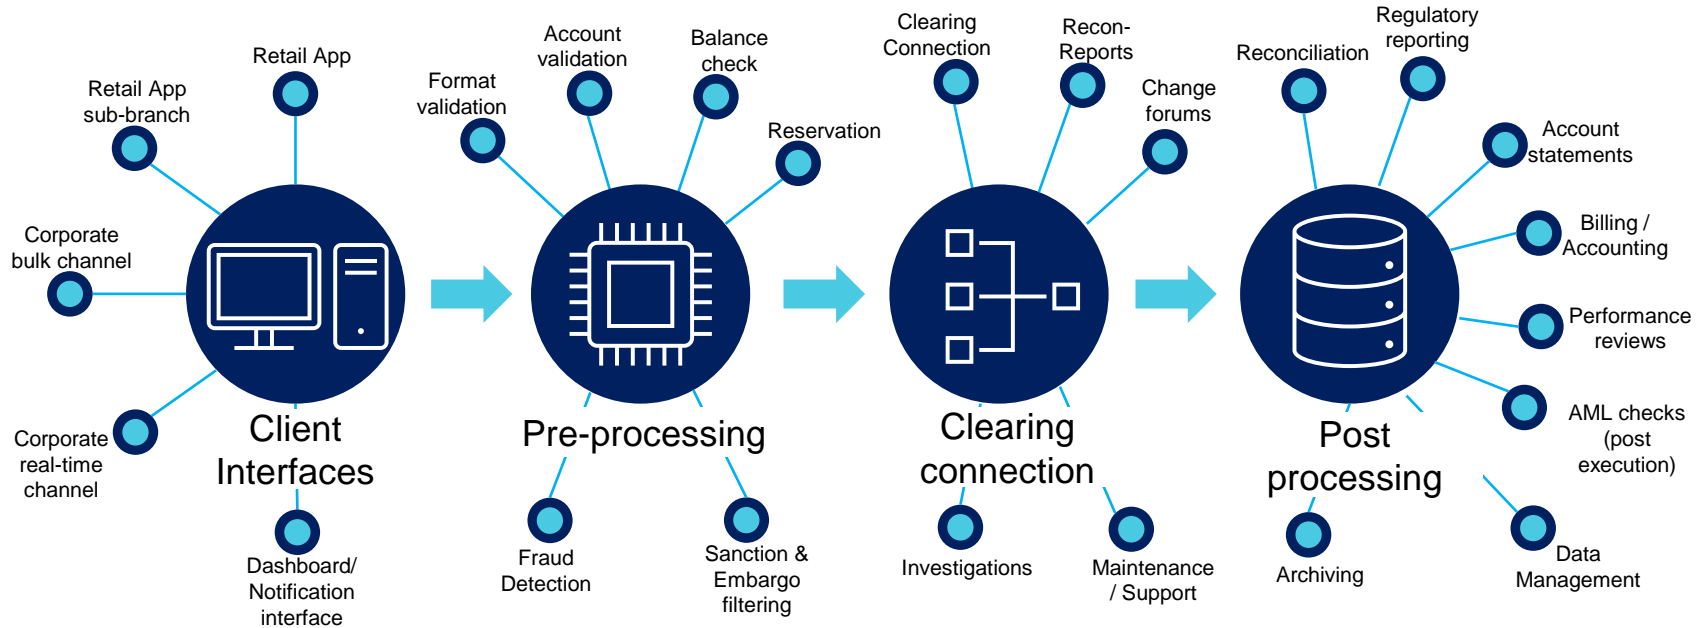 Retail App
Retail App
sub-branch
Corporate
bulk channel
Corporate
real-time
channel
Client
Interfaces
Dashboard/
Notification
interface
Format
validation
Account
validation
Balance
check
Reservation
Pre-processing
Fraud
Detection
Sanction &
Embargo
filtering
Clearing
Connection
Recon-
Reports
Change
forums
Clearing
connection
Investigations
Maintenance
/ Support
Reconciliation
Regulatory
reporting
Account
statements
Billing /
Accounting
Performance
reviews
AML checks
(post
execution)
Post
processing
Archiving
Data
Management